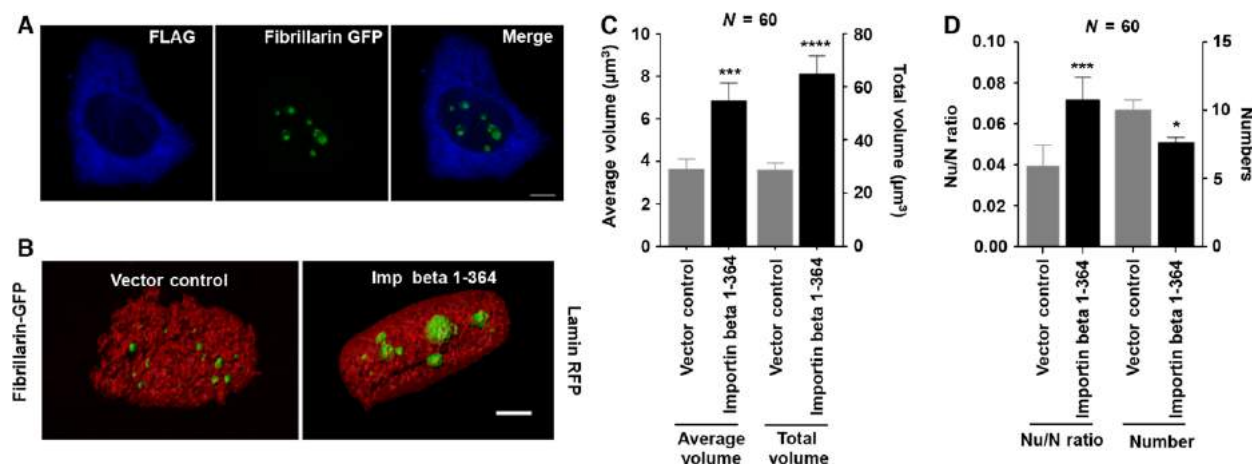 A
FLAG
Fibrillarin GFP
Merge
B
Vector control
Imp beta 1-364
Fibrillarin-GFP
Lamin RFP
C
N = 60
Average volume (µm³)
10
8
6
4
2
0
***
****
80
60
40
20
0
Total volume
(µm³)
Vector control
Importin beta 1-364
Vector control
Importin beta 1-364
Average
volume
Total
volume
D
N = 60
Nu/N ratio
0.10
0.08
0.06
0.04
0.02
0.00
***
*
15
10
5
0
Numbers
Vector control
Importin beta 1-364
Vector control
Importin beta 1-364
Nu/N ratio
Number